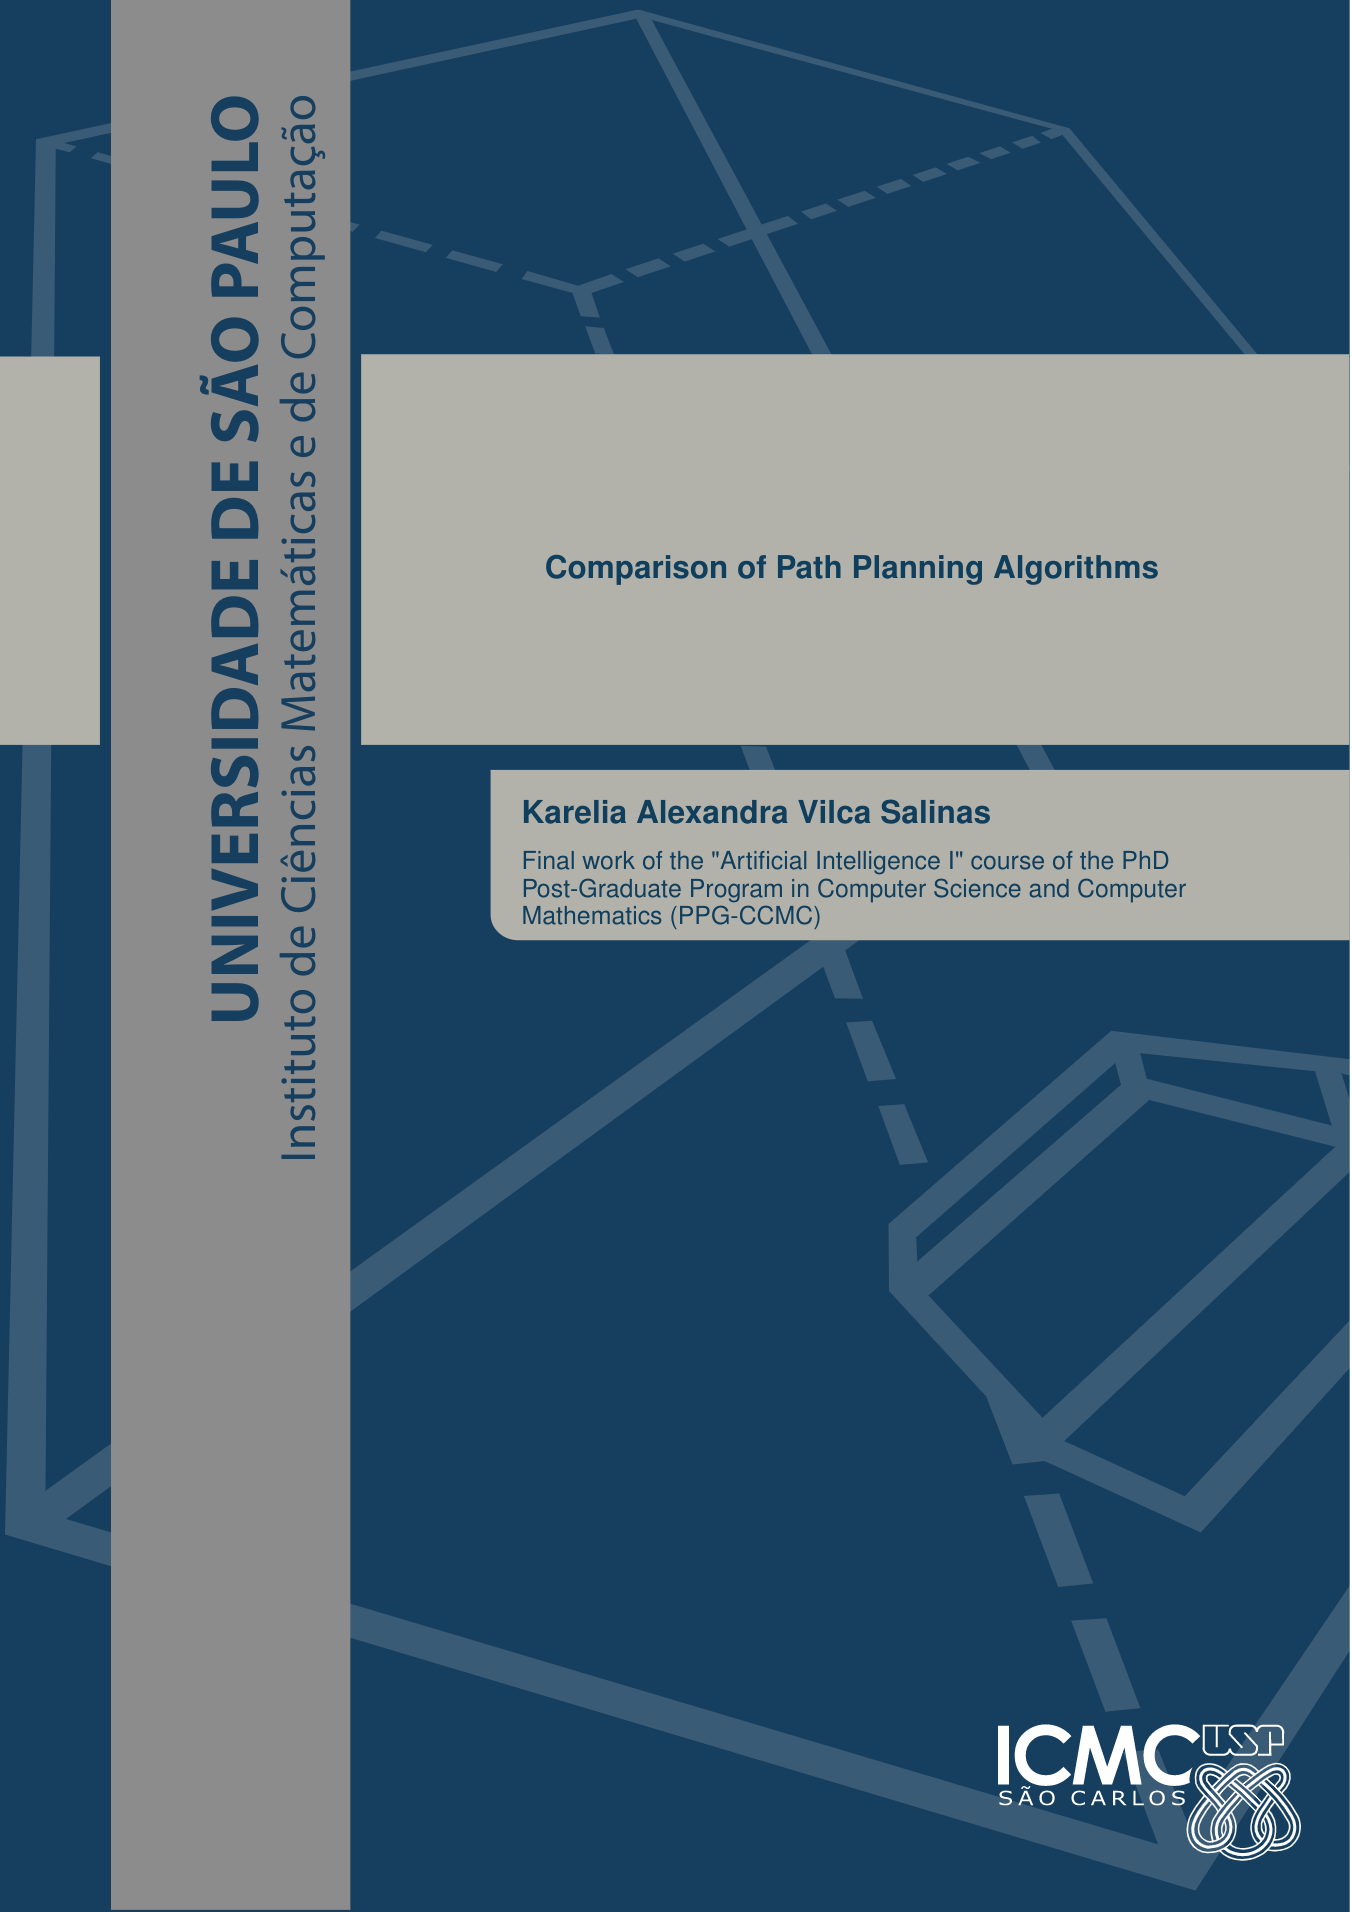 UNIVERSIDADE DE SÃO PAULO
Instituto de Ciências Matemáticas e de Computação
Comparison of Path Planning Algorithms
Karelia Alexandra Vilca Salinas
Final work of the "Artificial Intelligence I" course of the PhD
Post-Graduate Program in Computer Science and Computer
Mathematics (PPG-CCMC)
ICMC USP
SÃO CARLOS